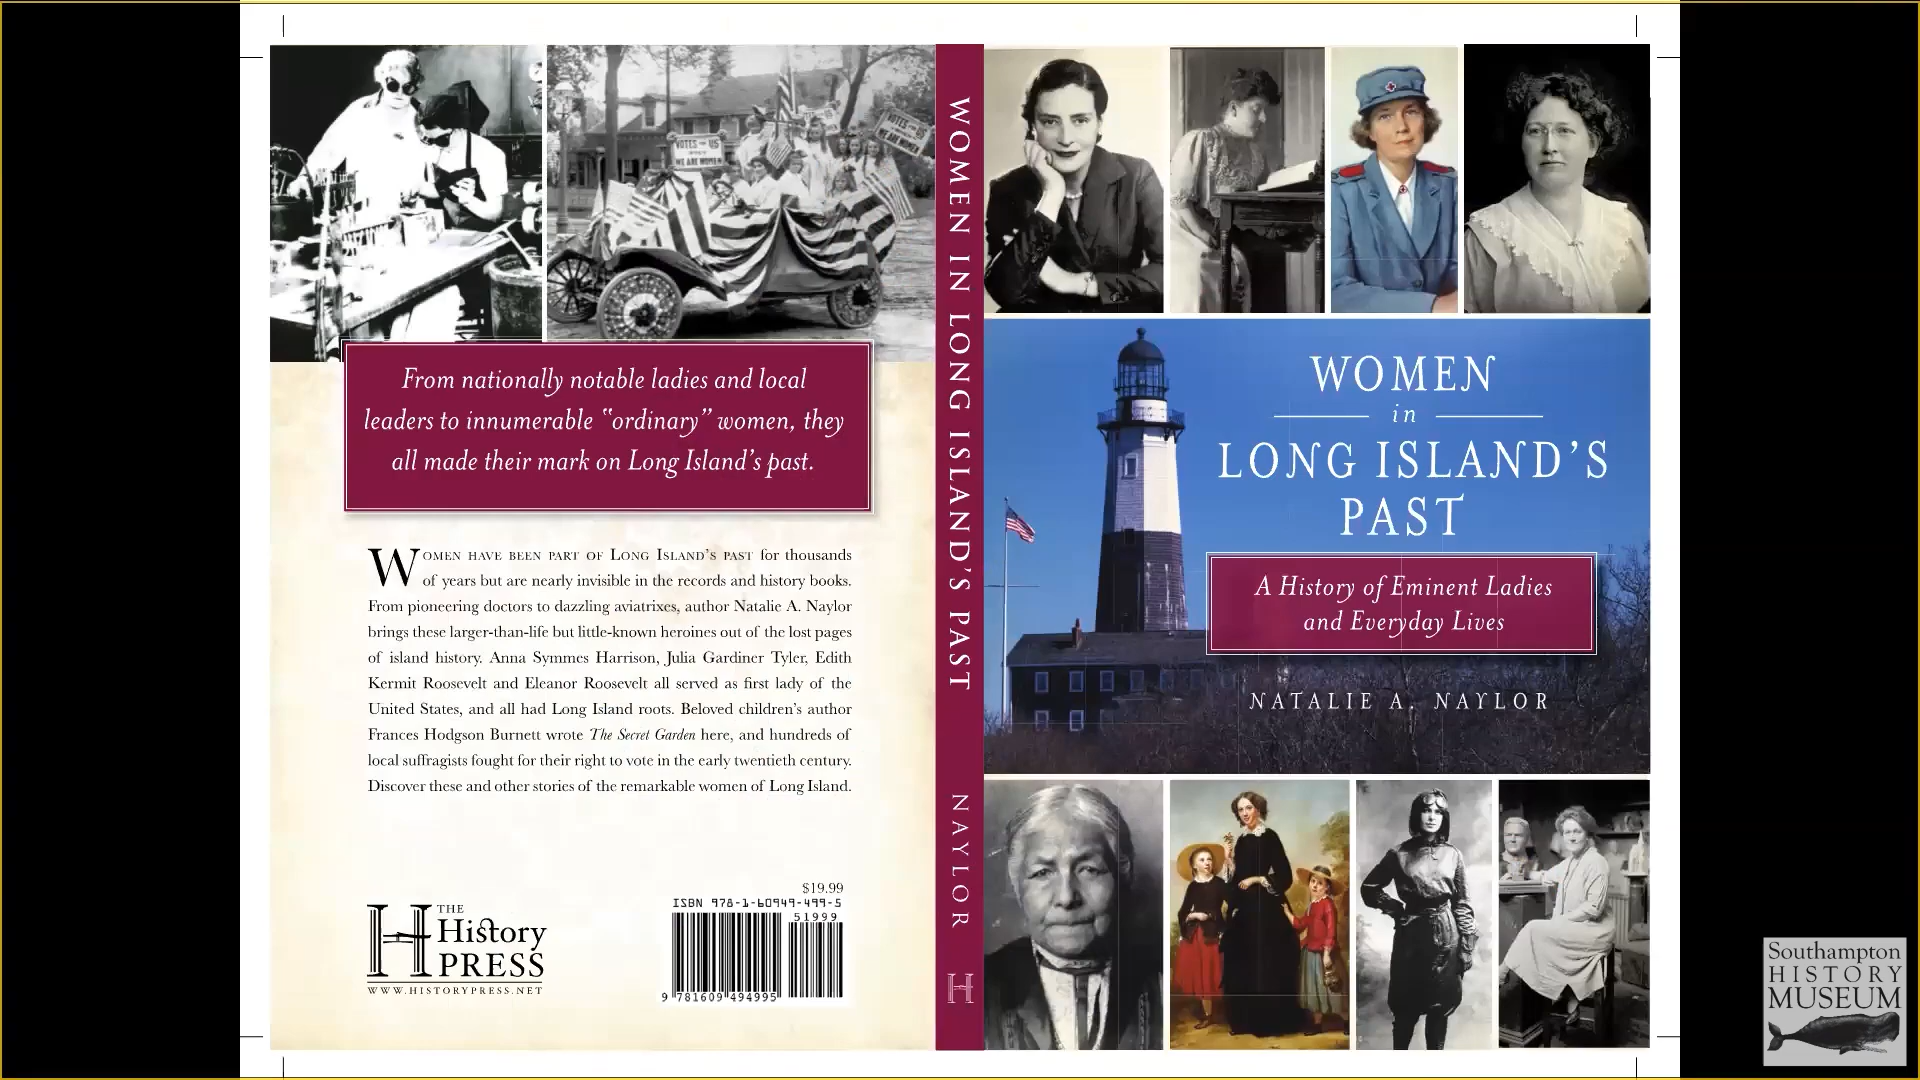 VOTES FOR US
WE ARE WOMEN
VOTES FOR US
WE ARE WOMEN
From nationally notable ladies and local
leaders to innumerable “ordinary” women, they
all made their mark on Long Island’s past.
WOMEN HAVE BEEN PART OF LONG ISLAND’S PAST for thousands
of years but are nearly invisible in the records and history books.
From pioneering doctors to dazzling aviatrixes, author Natalie A. Naylor
brings these larger-than-life but little-known heroines out of the lost pages
of island history. Anna Symmes Harrison, Julia Gardiner Tyler, Edith
Kermit Roosevelt and Eleanor Roosevelt all served as first lady of the
United States, and all had Long Island roots. Beloved children’s author
Frances Hodgson Burnett wrote The Secret Garden here, and hundreds of
local suffragists fought for their right to vote in the early twentieth century.
Discover these and other stories of the remarkable women of Long Island.
H THE
History
PRESS
WWW.HISTORYPRESS.NET
$19.99
ISBN 978-1-60949-499-5
51999
9 781609 494995
WOMEN IN LONG ISLAND’S PAST
NAYLOR
H
WOMEN
in
LONG ISLAND’S
PAST
A History of Eminent Ladies
and Everyday Lives
NATALIE A. NAYLOR
Southampton
HISTORY
MUSEUM